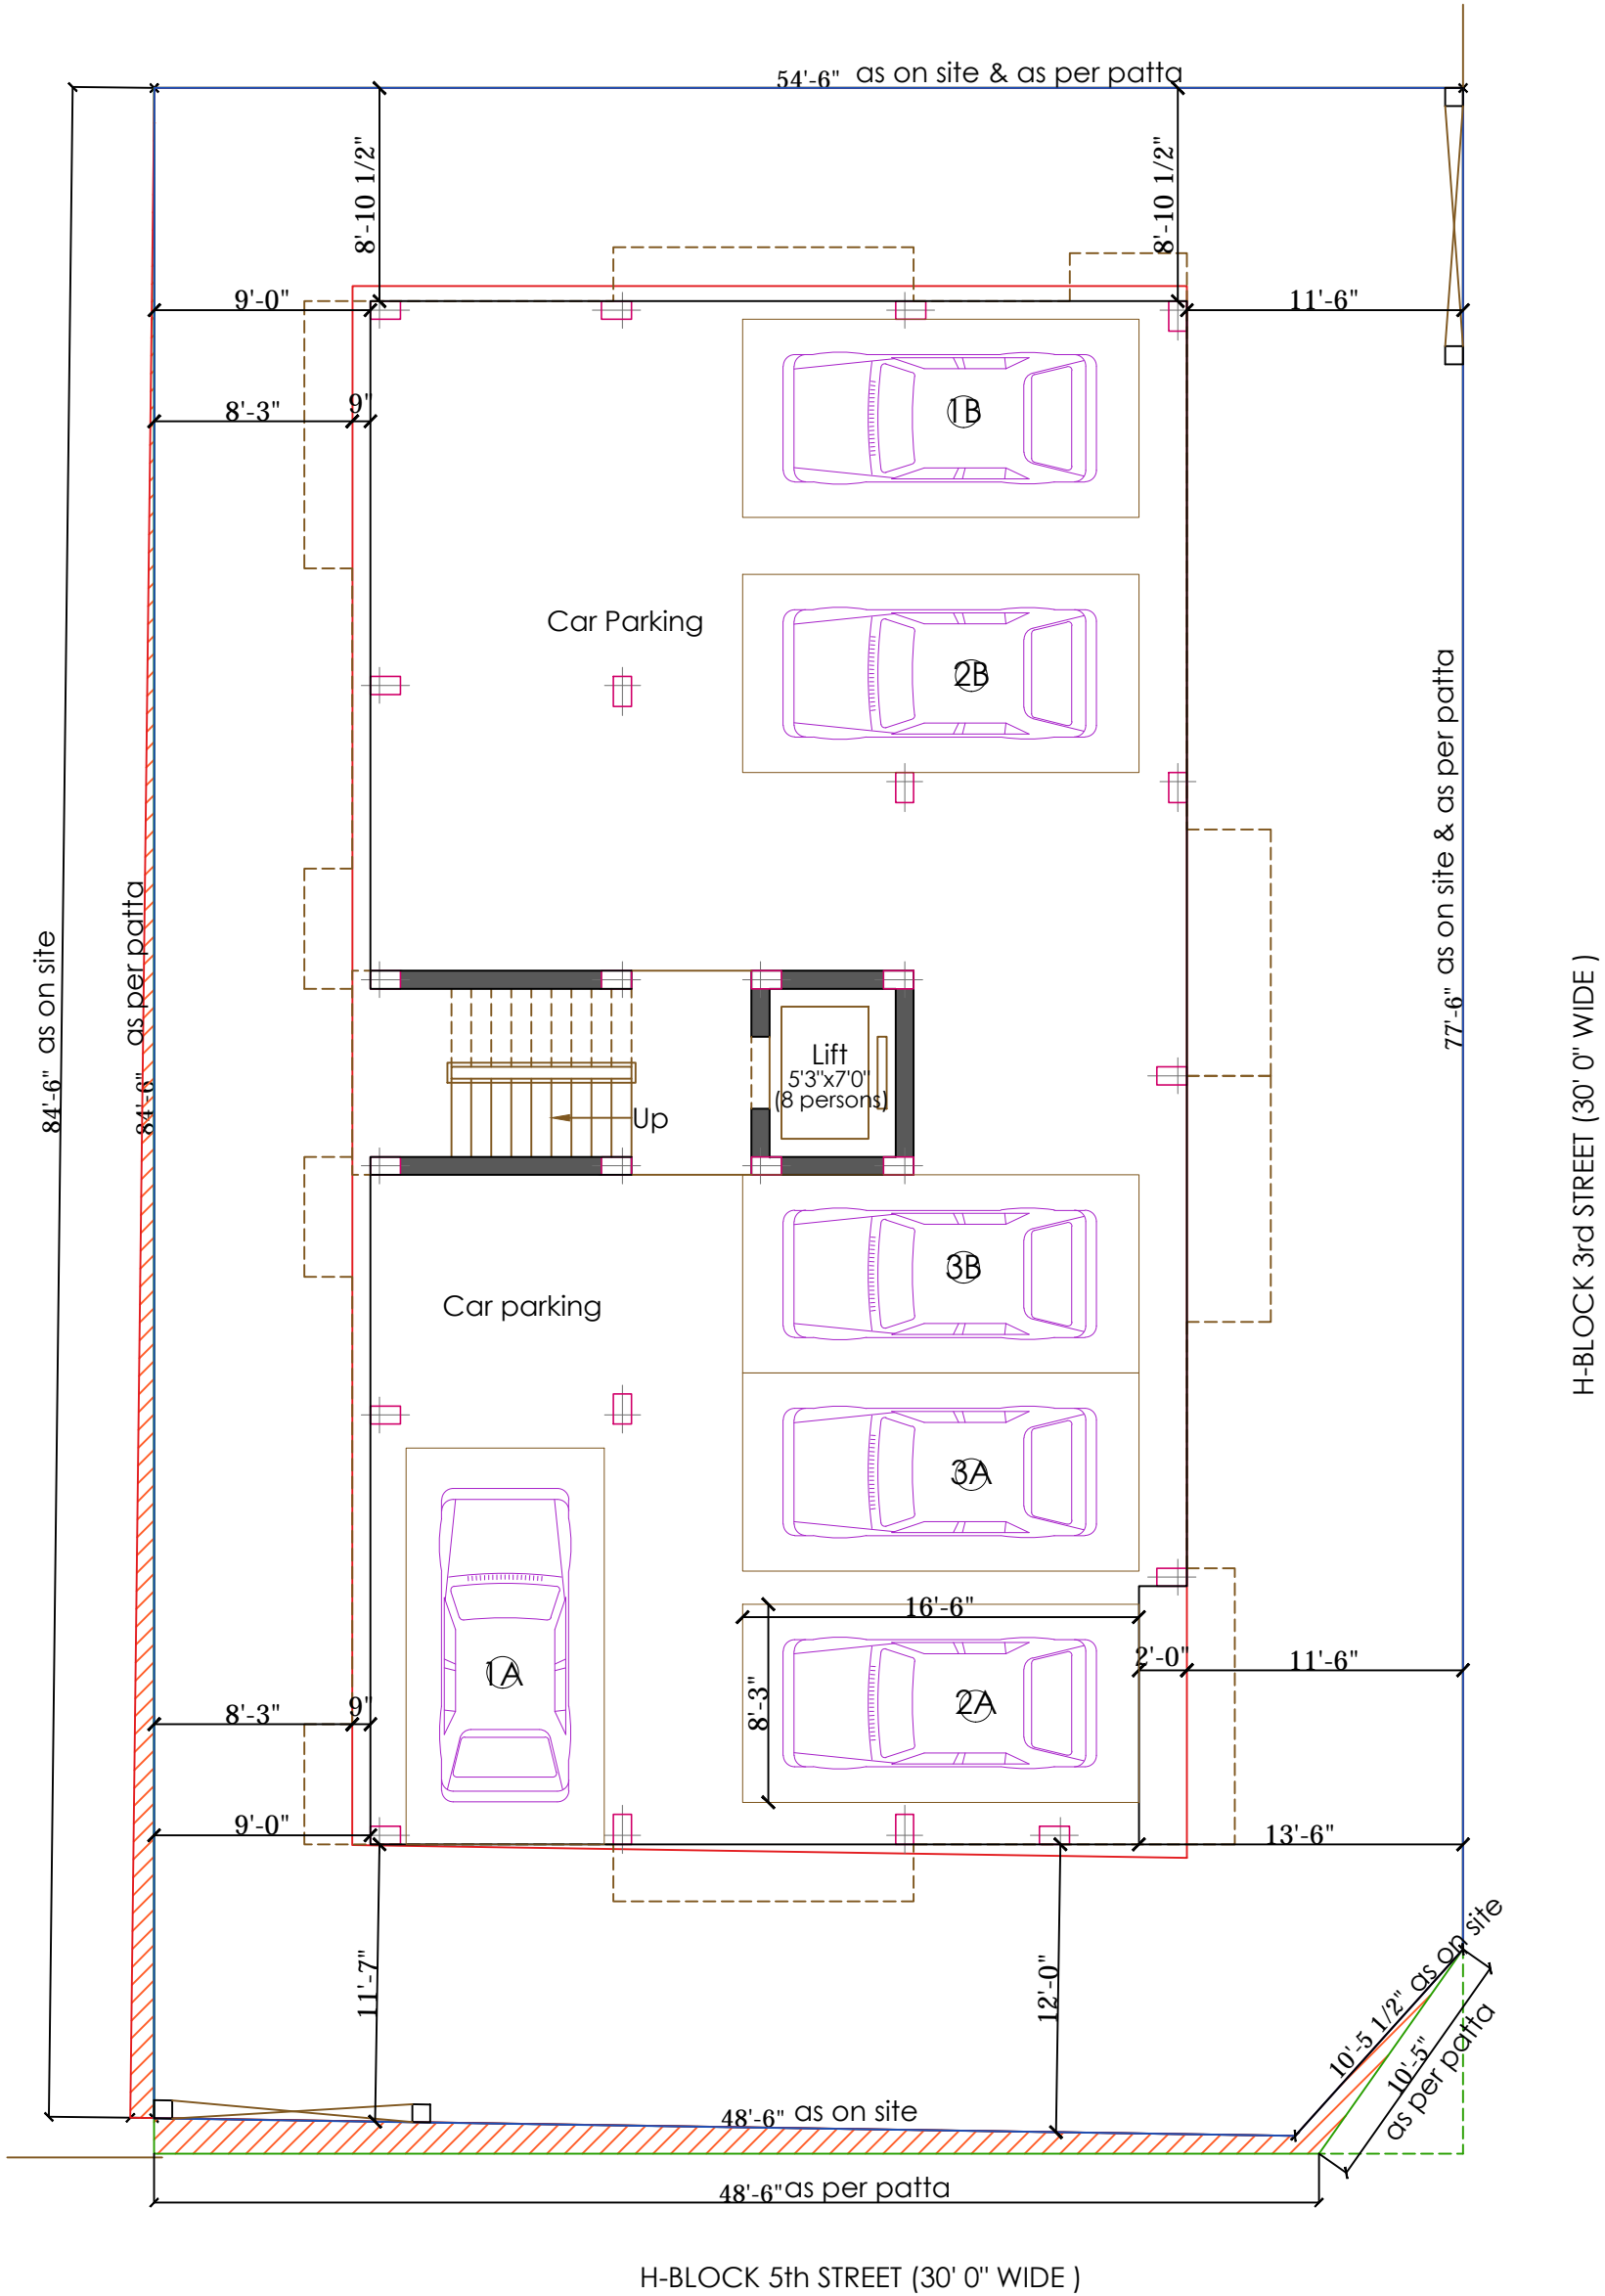 54'-6" as on site & as per patta
8'-10 1/2"
8'-10 1/2"
9'-0"
11'-6"
8'-3"
9"
1B
Car Parking
2B
84'-6" as on site
84'-6" as per patta
77'-6" as on site & as per patta
H-BLOCK 3rd STREET (30' 0" WIDE )
Lift
5'3"x7'0"
(8 persons)
Up
3B
Car parking
3A
16'-6"
2'-0"
11'-6"
1A
8'-3"
2A
8'-3"
9"
9'-0"
13'-6"
11'-7"
12'-0"
10'-5 1/2" as on site
10'-5"
as per patta
48'-6" as on site
48'-6" as per patta
H-BLOCK 5th STREET (30' 0" WIDE )